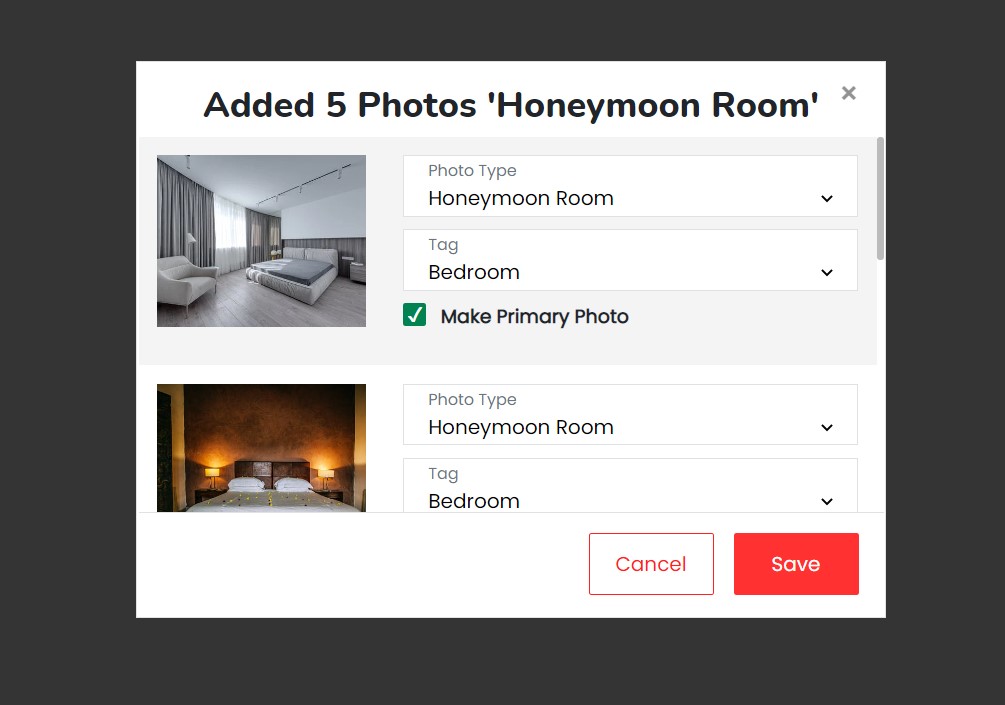 Added 5 Photos 'Honeymoon Room'
×
Photo Type
Honeymoon Room
Tag
Bedroom
Make Primary Photo
Photo Type
Honeymoon Room
Tag
Bedroom
Cancel
Save